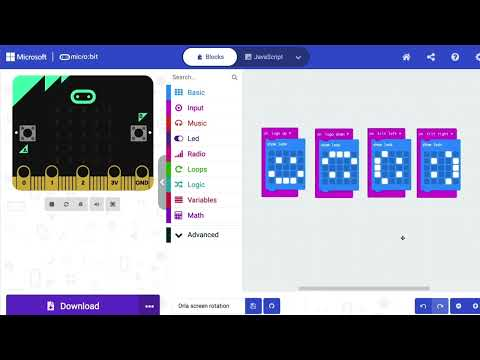 Microsoft micro:bit Blocks JavaScript
Search...
Basic
Input
Music
Led
Radio
Loops
Logic
Variables
Math
Advanced
0 1 2 3V GND
on logo up
show leds
on logo down
show leds
on tilt left
show leds
on tilt right
show leds
Download
Orla screen rotation